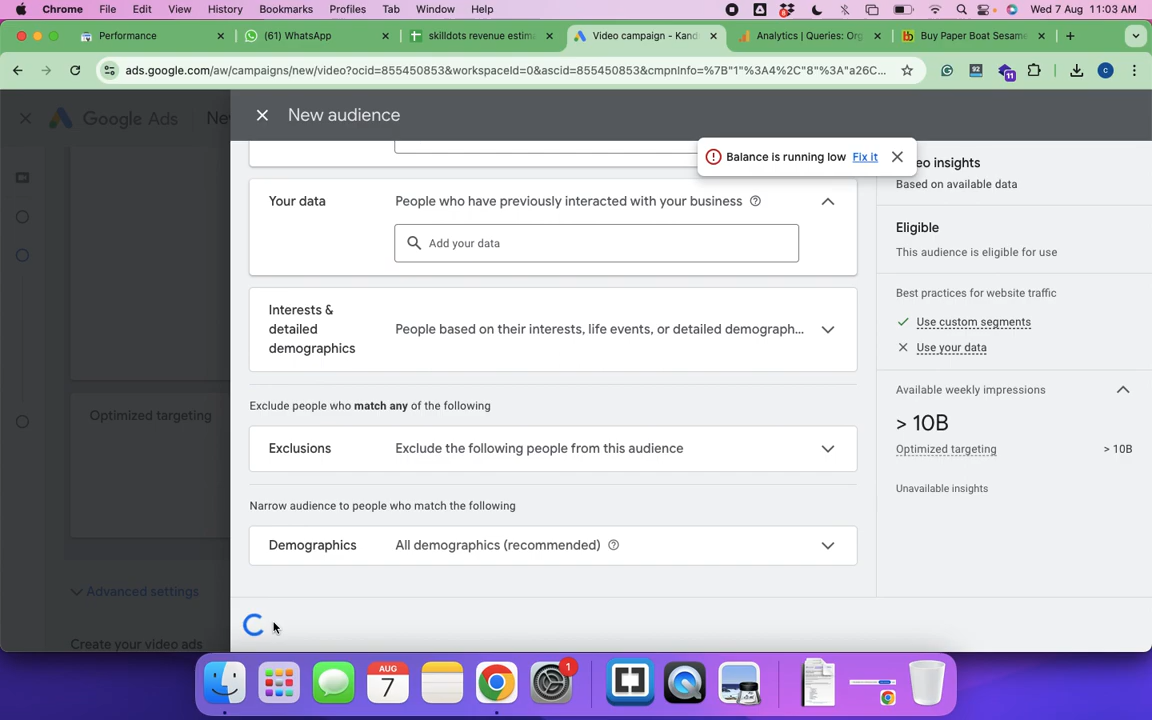 Chrome File Edit View History Bookmarks Profiles Tab Window Help Wed 7 Aug 11:03 AM
Performance (61) WhatsApp skilldots revenue estim Video campaign - Kand Analytics | Queries: Org Buy Paper Boat Sesame
ads.google.com/aw/campaigns/new/video?ocid=855450853&workspaceId=0&ascid=855450853&cmpnInfo=%7B"1"%3A4%2C"8"%3A"a26C...
92
11
c
Google Ads Ne
New audience
Balance is running low Fix it
eo insights
Based on available data
Your data People who have previously interacted with your business
Add your data
Eligible
This audience is eligible for use
Best practices for website traffic
Use custom segments
Use your data
Interests &
detailed
demographics
People based on their interests, life events, or detailed demograph...
Available weekly impressions
> 10B
Optimized targeting > 10B
Unavailable insights
Optimized targeting
Exclude people who match any of the following
Exclusions Exclude the following people from this audience
Narrow audience to people who match the following
Demographics All demographics (recommended)
Advanced settings
Create your video ads
AUG
7
1